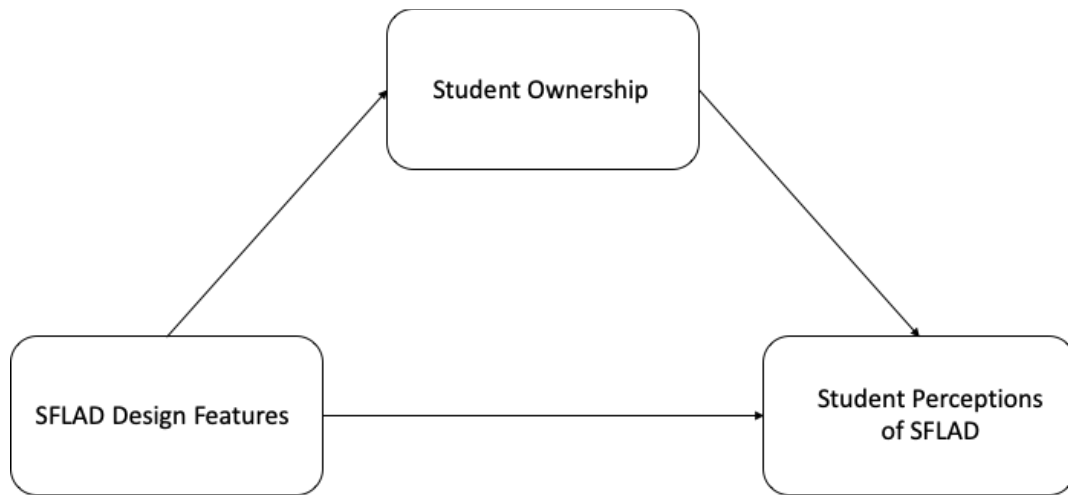 Student Ownership
SFLAD Design Features
Student Perceptions
of SFLAD